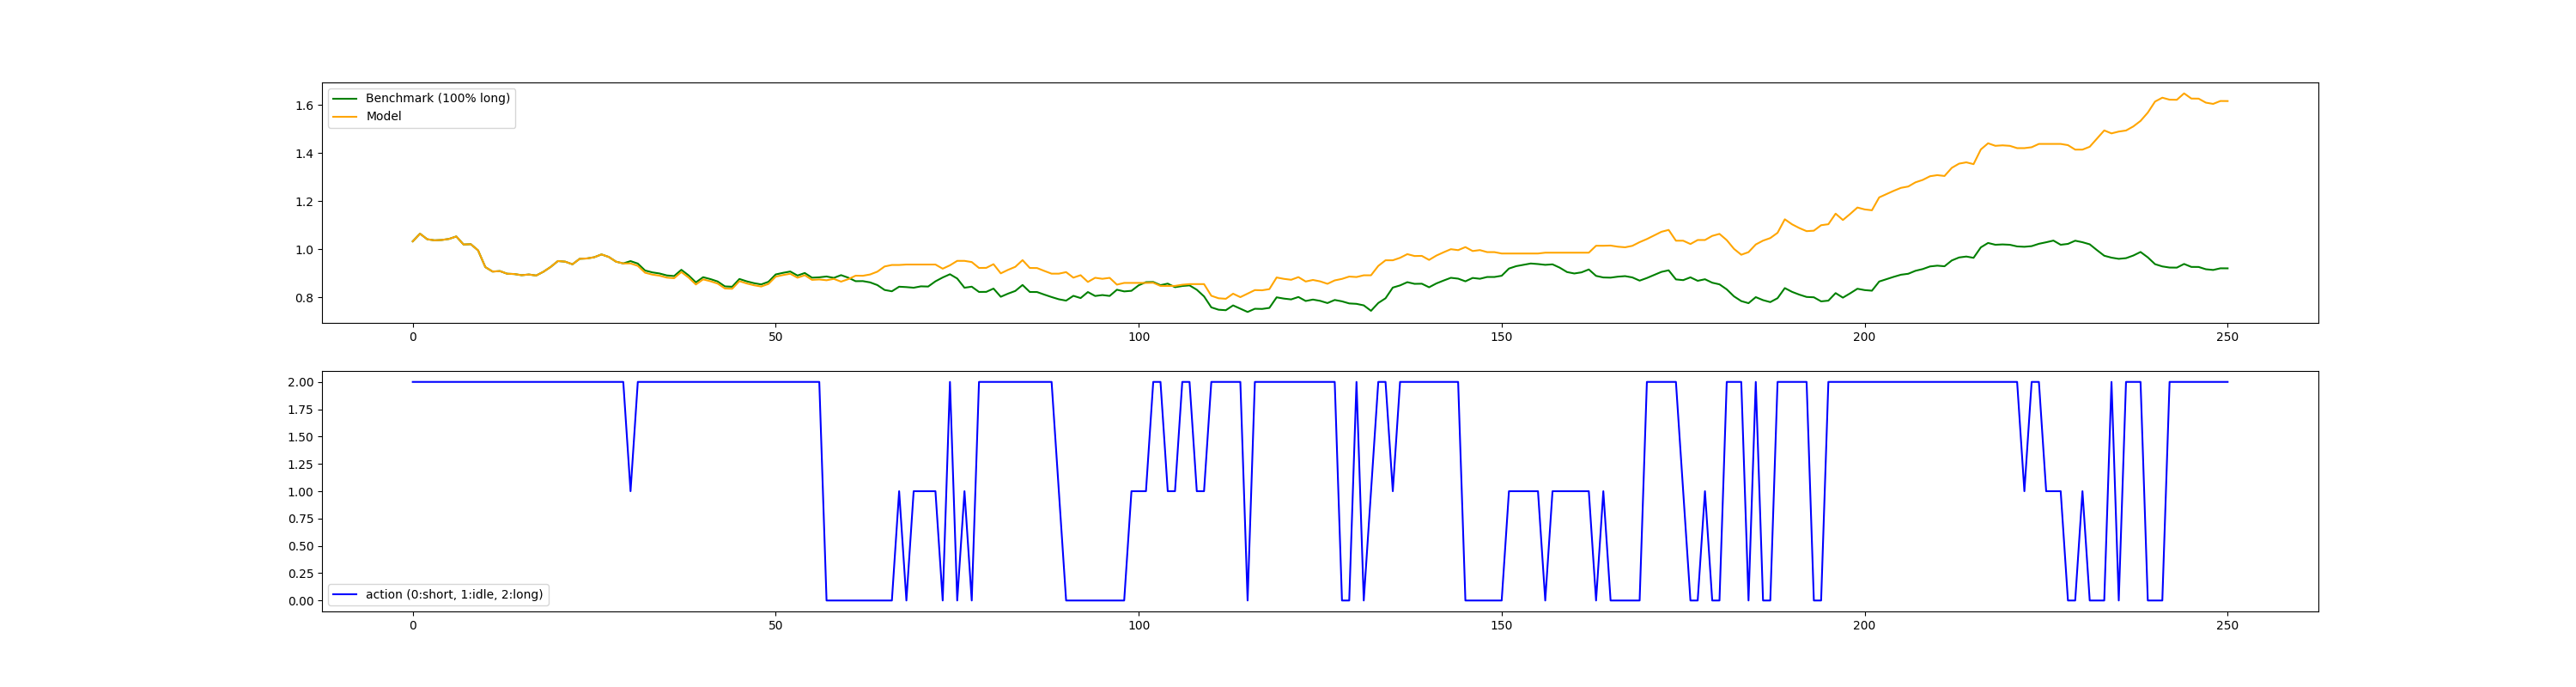 1.6
1.4
1.2
1.0
0.8
Benchmark (100% long)
Model
0 50 100 150 200 250
2.00
1.75
1.50
1.25
1.00
0.75
0.50
0.25
0.00
action (0:short, 1:idle, 2:long)
0 50 100 150 200 250